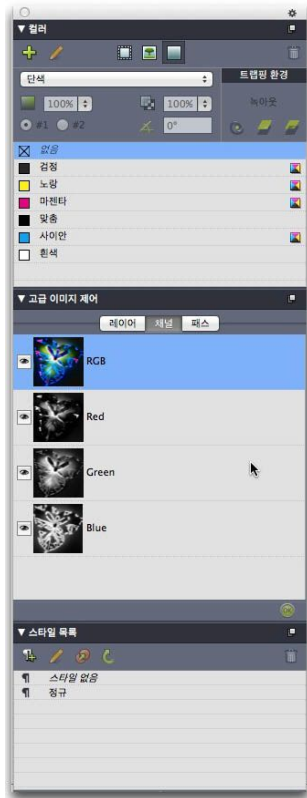 ▼ 컬러
단색
트랩핑 환경
100%
100%
녹아웃
#1
#2
0°
없음
검정
노랑
마젠타
맞춤
사이안
흰색
▼ 고급 이미지 제어
레이어 채널 패스
RGB
Red
Green
Blue
▼ 스타일 목록
¶ 스타일 없음
¶ 정규